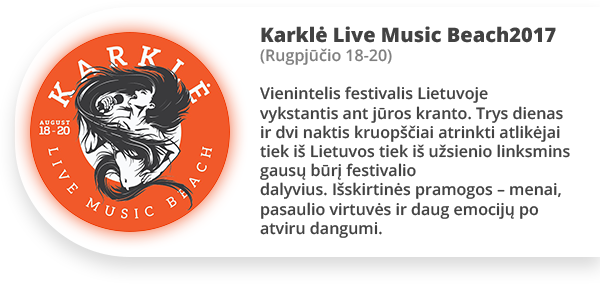 KARKLĖ
AUGUST
18-20
LIVE MUSIC BEACH
Karklė Live Music Beach2017
(Rugpjūčio 18-20)
Vienintelis festivalis Lietuvoje
vykstantis ant jūros kranto. Trys dienas
ir dvi naktis kruopščiai atrinkti atlikėjai
tiek iš Lietuvos tiek iš užsienio linksmins
gausų būrį festivalio
dalyvius. Išskirtinės pramogos – menai,
pasaulio virtuvės ir daug emocijų po
atviru dangumi.